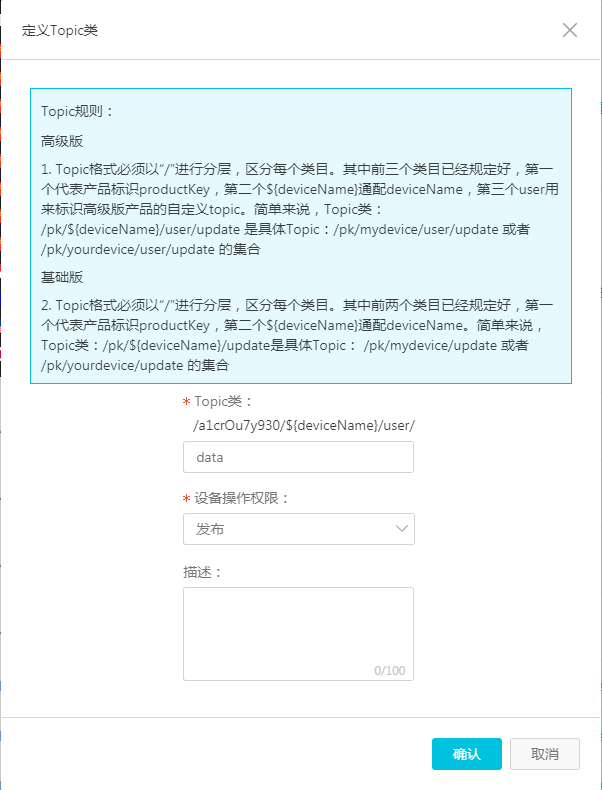 定义Topic类
Topic规则：
高级版
1. Topic格式必须以“/”进行分层，区分每个类目。其中前三个类目已经规定好，第一
个代表产品标识productKey，第二个${deviceName}通配deviceName，第三个user用
来标识高级版产品的自定义topic。简单来说，Topic类：
/pk/${deviceName}/user/update 是具体Topic：/pk/mydevice/user/update 或者
/pk/yourdevice/user/update 的集合
基础版
2. Topic格式必须以“/”进行分层，区分每个类目。其中前两个类目已经规定好，第一
个代表产品标识productKey，第二个${deviceName}通配deviceName。简单来说，
Topic类：/pk/${deviceName}/update是具体Topic： /pk/mydevice/update 或者
/pk/yourdevice/update 的集合
* Topic类：
/a1crOu7y930/${deviceName}/user/
data
* 设备操作权限：
发布
描述：
0/100
确认 取消